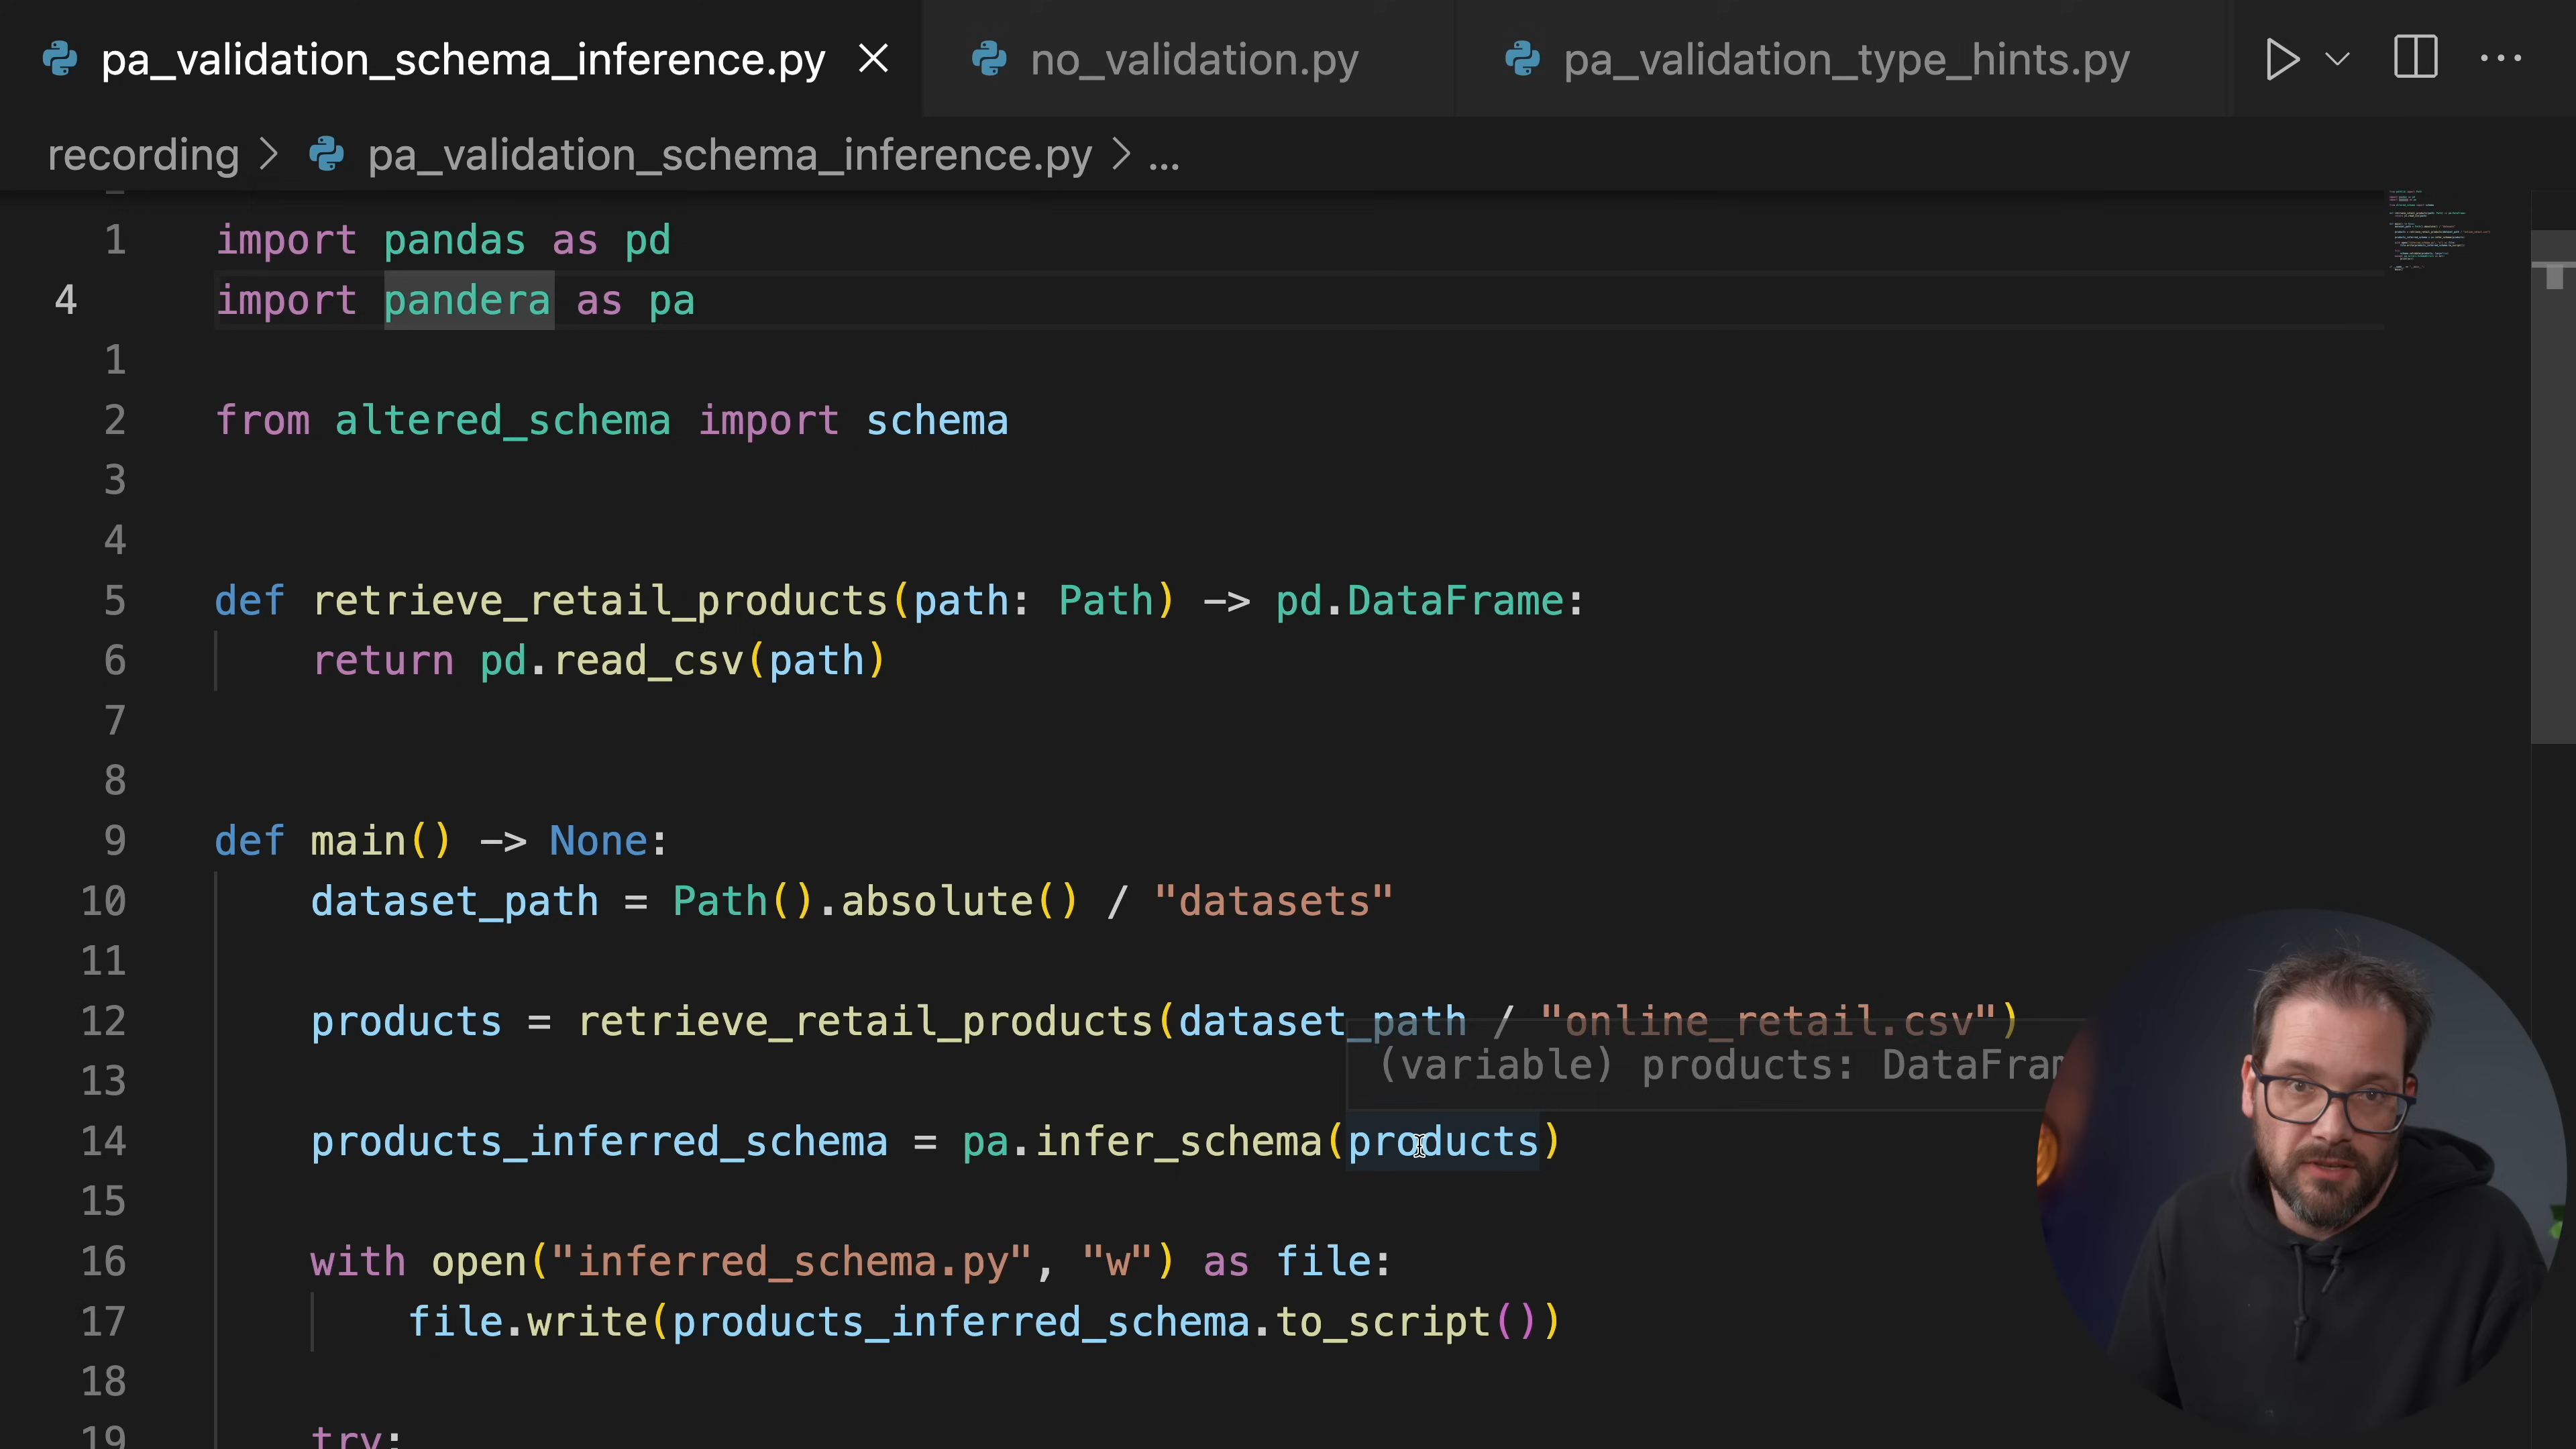 pa_validation_schema_inference.py
no_validation.py
pa_validation_type_hints.py
recording > pa_validation_schema_inference.py > ...
1 import pandas as pd
4 import pandera as pa
1
2 from altered_schema import schema
3
4
5 def retrieve_retail_products(path: Path) -> pd.DataFrame:
6 return pd.read_csv(path)
7
8
9 def main() -> None:
10 dataset_path = Path().absolute() / "datasets"
11
12 products = retrieve_retail_products(dataset_path / "online_retail.csv")
(variable) products: DataFram
13
14 products_inferred_schema = pa.infer_schema(products)
15
16 with open("inferred_schema.py", "w") as file:
17 file.write(products_inferred_schema.to_script())
18
19 try: